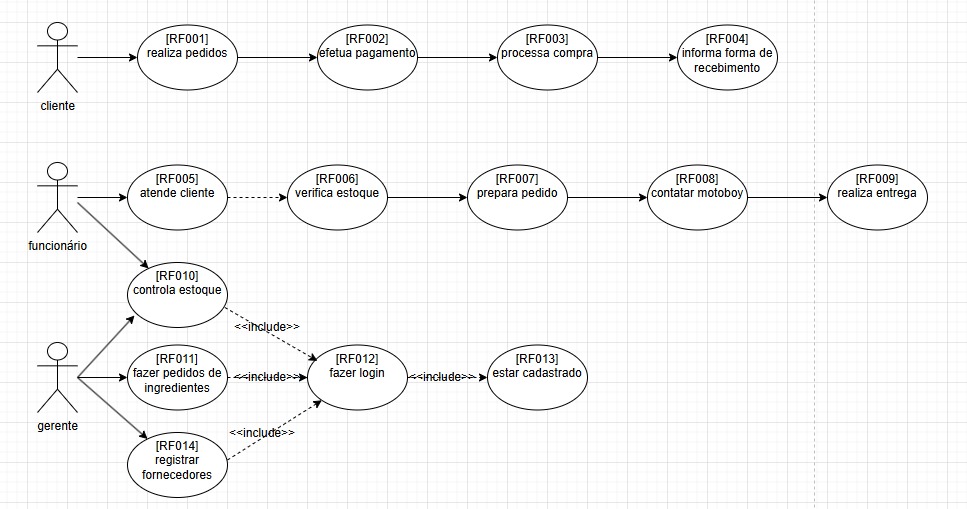 [RF001]
realiza pedidos
[RF002]
efetua pagamento
[RF003]
processa compra
[RF004]
informa forma de
recebimento
cliente
[RF005]
atende cliente
[RF006]
verifica estoque
[RF007]
prepara pedido
[RF008]
contatar motoboy
[RF009]
realiza entrega
funcionário
[RF010]
controla estoque
<<include>>
[RF011]
fazer pedidos de
ingredientes
<<include>>
[RF012]
fazer login
<<include>>
[RF013]
estar cadastrado
gerente
<<include>>
[RF014]
registrar
fornecedores